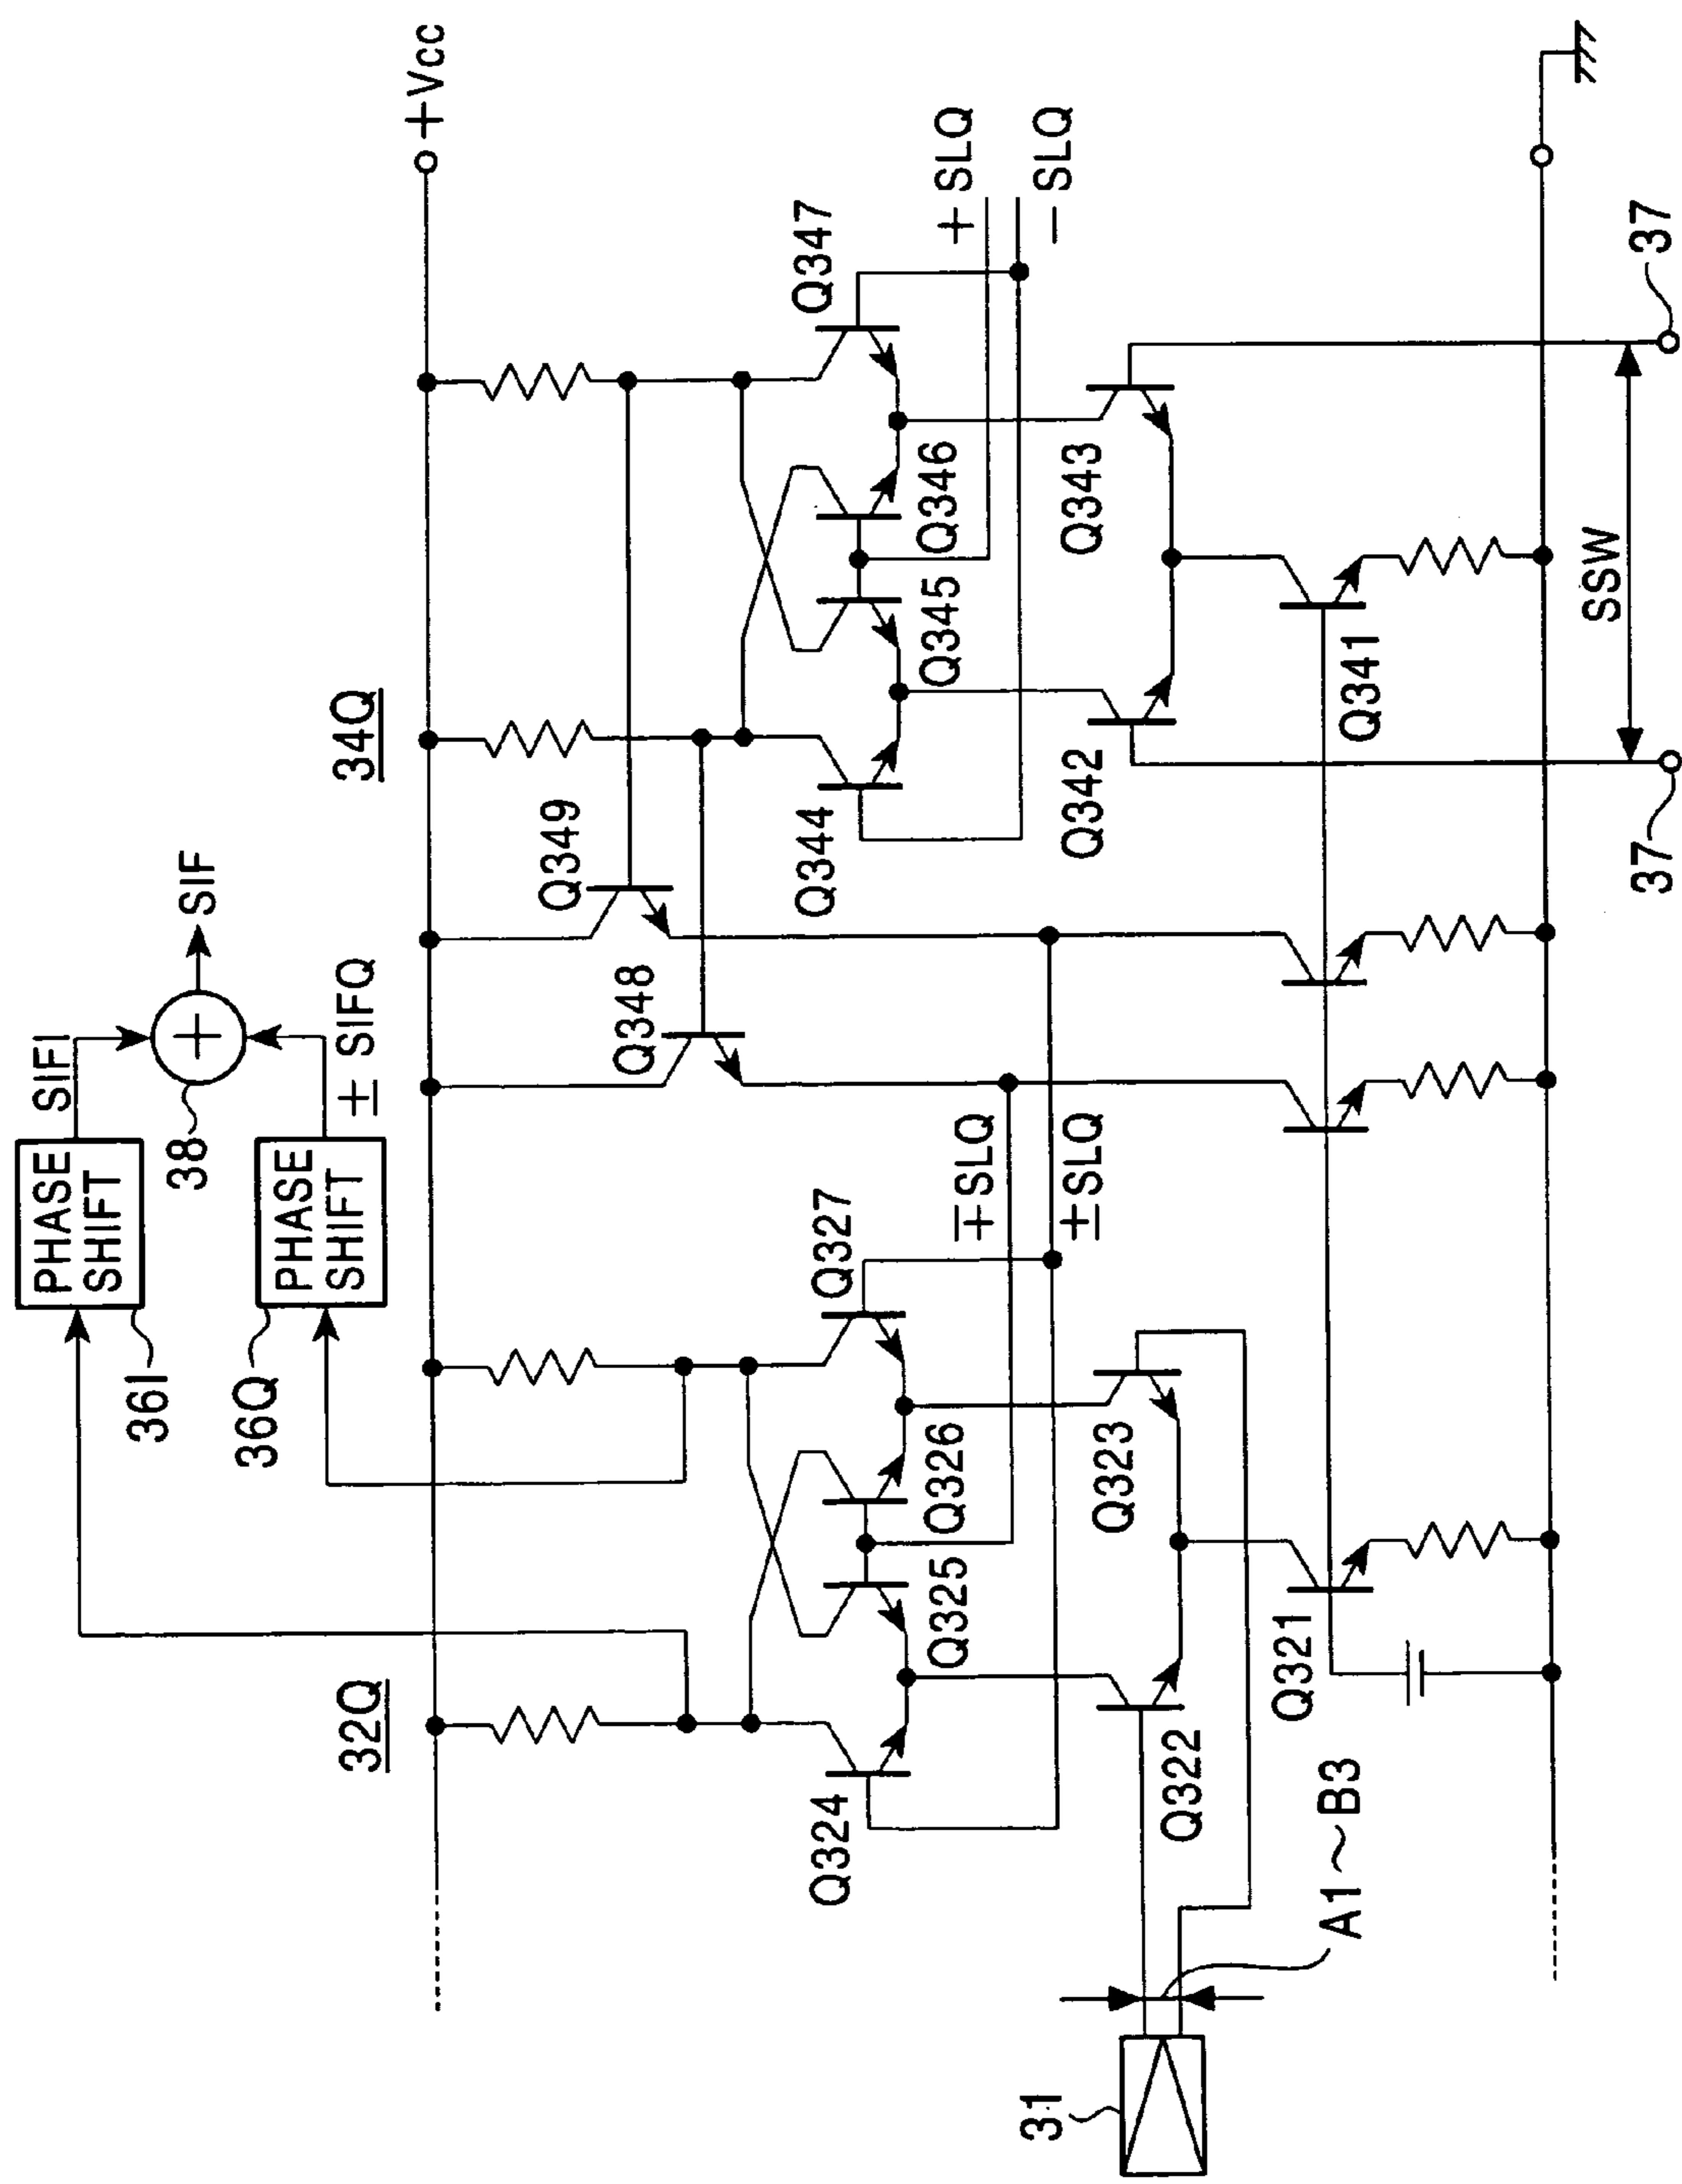 PHASE
SHIFT
SIFI
36I
38
SIF
PHASE
SHIFT
± SIFQ
36Q
32Q
34Q
+Vcc
Q349
Q348
Q324
Q325
Q326
Q327
Q344
Q345
Q346
Q347
+SLQ
−SLQ
∓SLQ
±SLQ
Q322
Q323
Q342
Q343
Q321
Q341
31
A1~B3
SSW
37
37